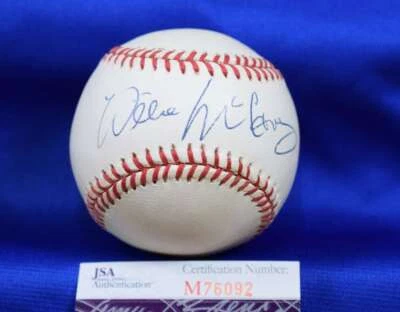 Willie McCovey
JSA
Authentication
Certification Number:
M76092